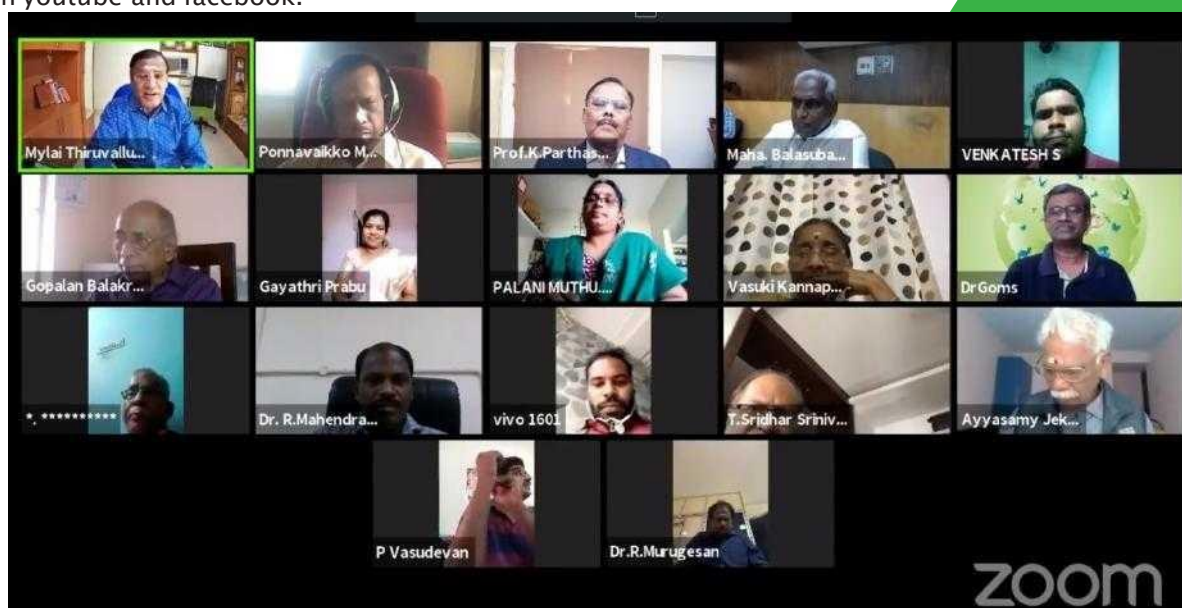 n youtube and facebook.
Mylai Thiruvallu...
Ponnavaikko M...
Prof.K.Parthas...
Maha. Balasuba...
VENKATESH S
Gopalan Balakr...
Gayathri Prabu
PALANI MUTHU....
Vasuki Kannap...
DrGoms
*. **********
Dr. R.Mahendra...
vivo 1601
T.Sridhar Sriniv...
Ayyasamy Jek...
P Vasudevan
Dr.R.Murugesan
zoom